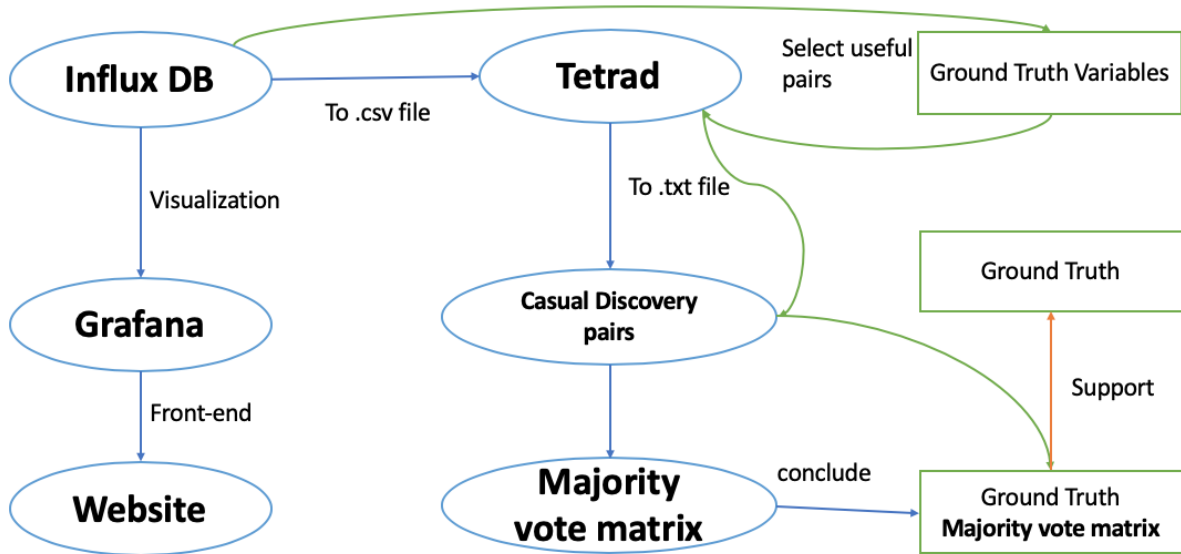 Influx DB
To .csv file
Tetrad
Select useful
pairs
Ground Truth Variables
Visualization
To .txt file
Grafana
Casual Discovery
pairs
Ground Truth
Front-end
Support
Website
Majority
vote matrix
conclude
Ground Truth
Majority vote matrix